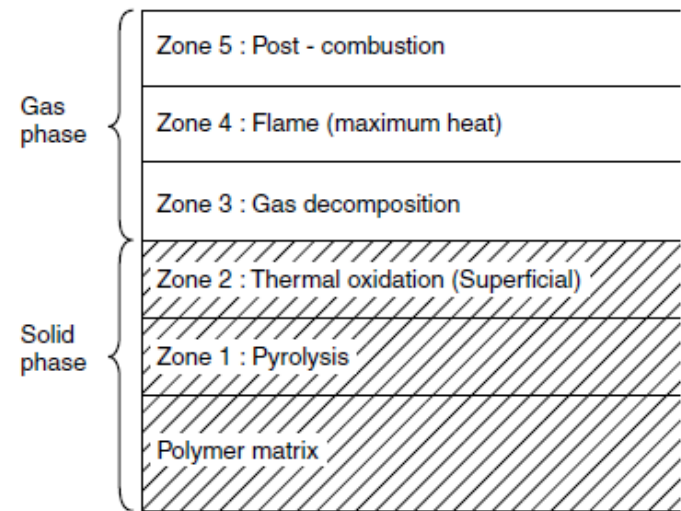 Zone 5 : Post - combustion
Gas
phase
Zone 4 : Flame (maximum heat)
Zone 3 : Gas decomposition
Zone 2 : Thermal oxidation (Superficial)
Solid
phase
Zone 1 : Pyrolysis
Polymer matrix